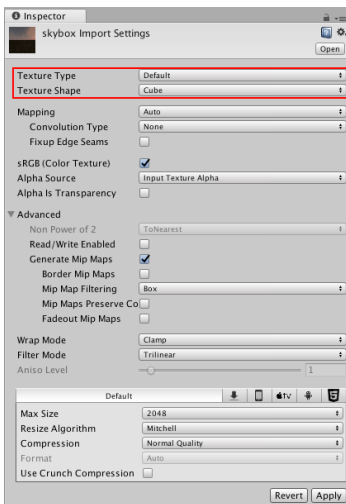 Inspector
skybox Import Settings
Open
Texture Type Default
Texture Shape Cube
Mapping Auto
Convolution Type None
Fixup Edge Seams
sRGB (Color Texture)
Alpha Source Input Texture Alpha
Alpha Is Transparency
Advanced
Non Power of 2 ToNearest
Read/Write Enabled
Generate Mip Maps
Border Mip Maps
Mip Map Filtering Box
Mip Maps Preserve Co
Fadeout Mip Maps
Wrap Mode Clamp
Filter Mode Trilinear
Aniso Level 1
Default tv
Max Size 2048
Resize Algorithm Mitchell
Compression Normal Quality
Format Auto
Use Crunch Compression
Revert Apply